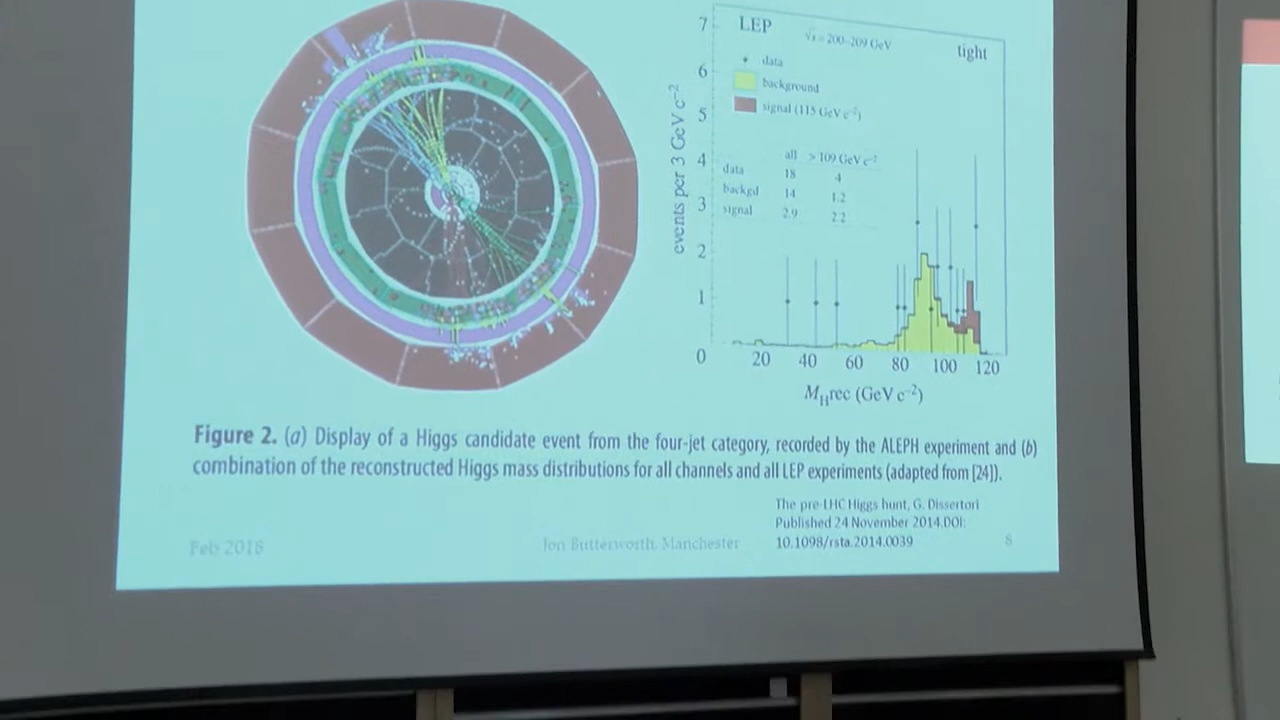 LEP
√s = 200–209 GeV
tight
data
background
signal (115 GeV c⁻²)
all > 109 GeV c⁻²
data 18 4
backgd 14 1.2
signal 2.9 2.2
events per 3 GeV c⁻²
7
6
5
4
3
2
1
0 20 40 60 80 100 120
M_H rec (GeV c⁻²)
Figure 2. (a) Display of a Higgs candidate event from the four-jet category, recorded by the ALEPH experiment and (b)
combination of the reconstructed Higgs mass distributions for all channels and all LEP experiments (adapted from [24]).
The pre-LHC Higgs hunt, G. Dissertori
Published 24 November 2014.DOI:
10.1098/rsta.2014.0039
Feb 2018
Jon Butterworth, Manchester
8